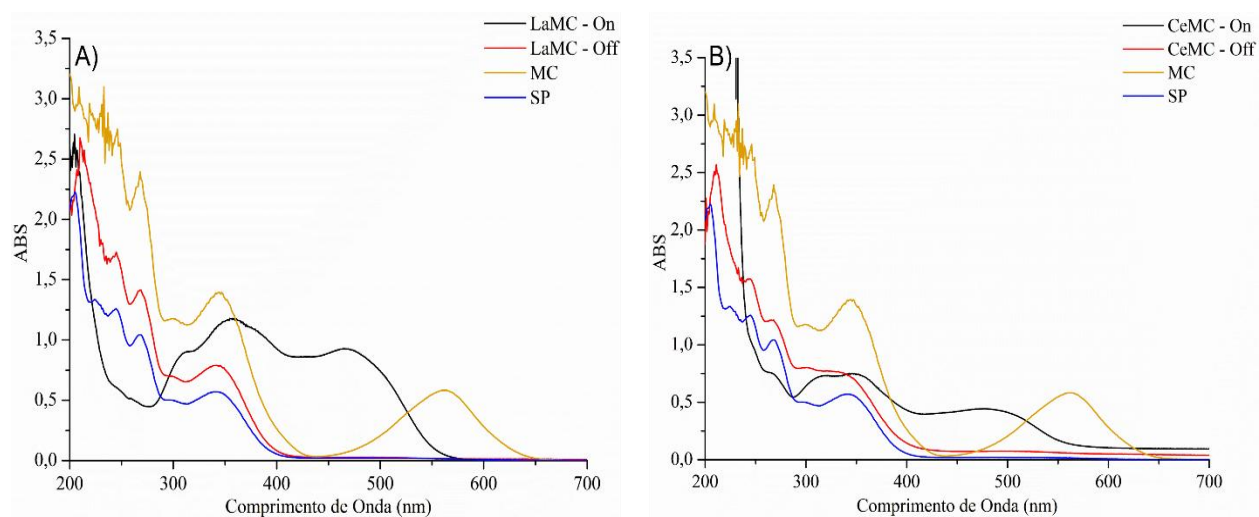 A)
LaMC - On
LaMC - Off
MC
SP
3,5
3,0
2,5
2,0
1,5
1,0
0,5
0,0
ABS
200 300 400 500 600 700
Comprimento de Onda (nm)
B)
CeMC - On
CeMC - Off
MC
SP
3,5
3,0
2,5
2,0
1,5
1,0
0,5
0,0
ABS
200 300 400 500 600 700
Comprimento de Onda (nm)